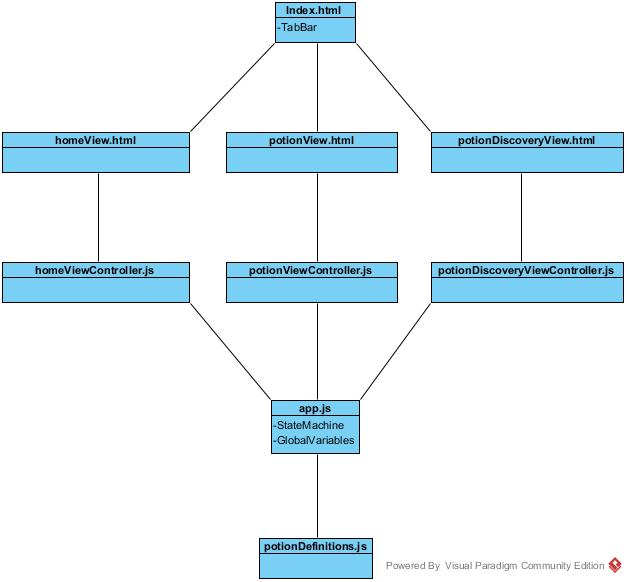 Index.html
-TabBar
homeView.html
potionView.html
potionDiscoveryView.html
homeViewController.js
potionViewController.js
potionDiscoveryViewController.js
app.js
-StateMachine
-GlobalVariables
potionDefinitions.js
Powered By Visual Paradigm Community Edition